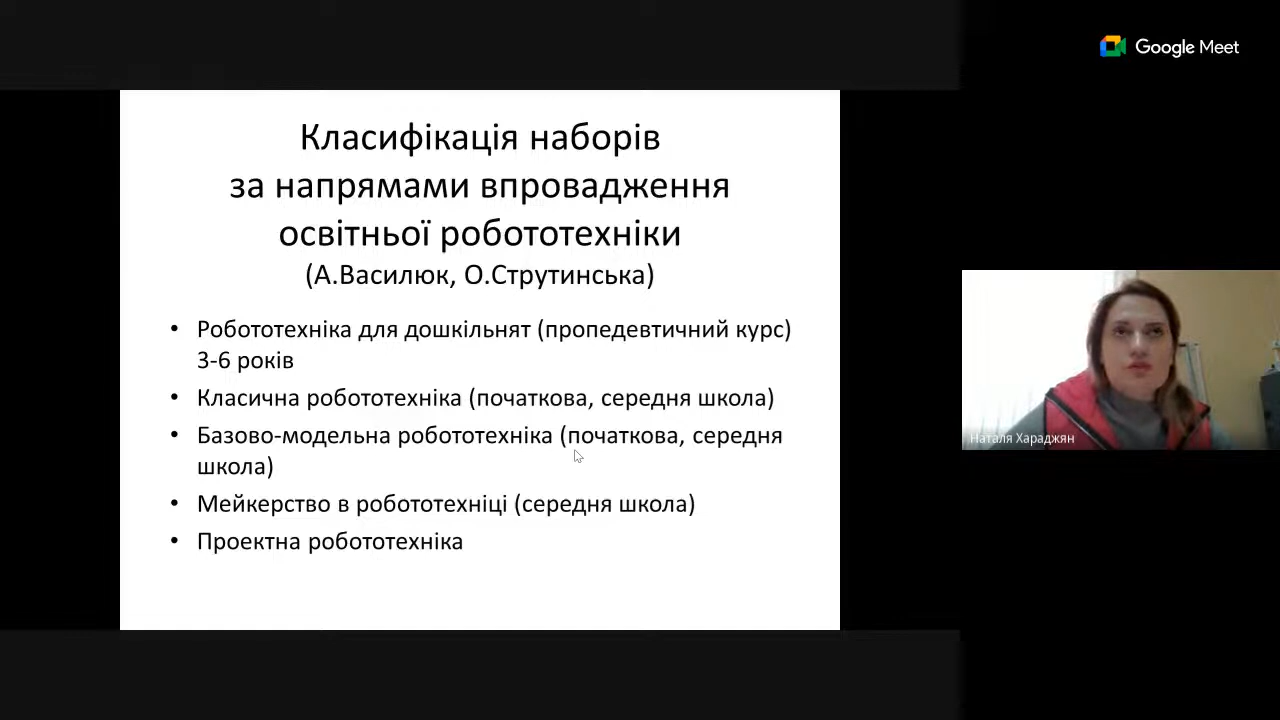 Google Meet
Класифікація наборів
за напрямами впровадження
освітньої робототехніки
(А.Василюк, О.Струтинська)
• Робототехніка для дошкільнят (пропедевтичний курс)
3-6 років
• Класична робототехніка (початкова, середня школа)
• Базово-модельна робототехніка (початкова, середня
школа)
• Мейкерство в робототехніці (середня школа)
• Проектна робототехніка
Наталя Хараджян